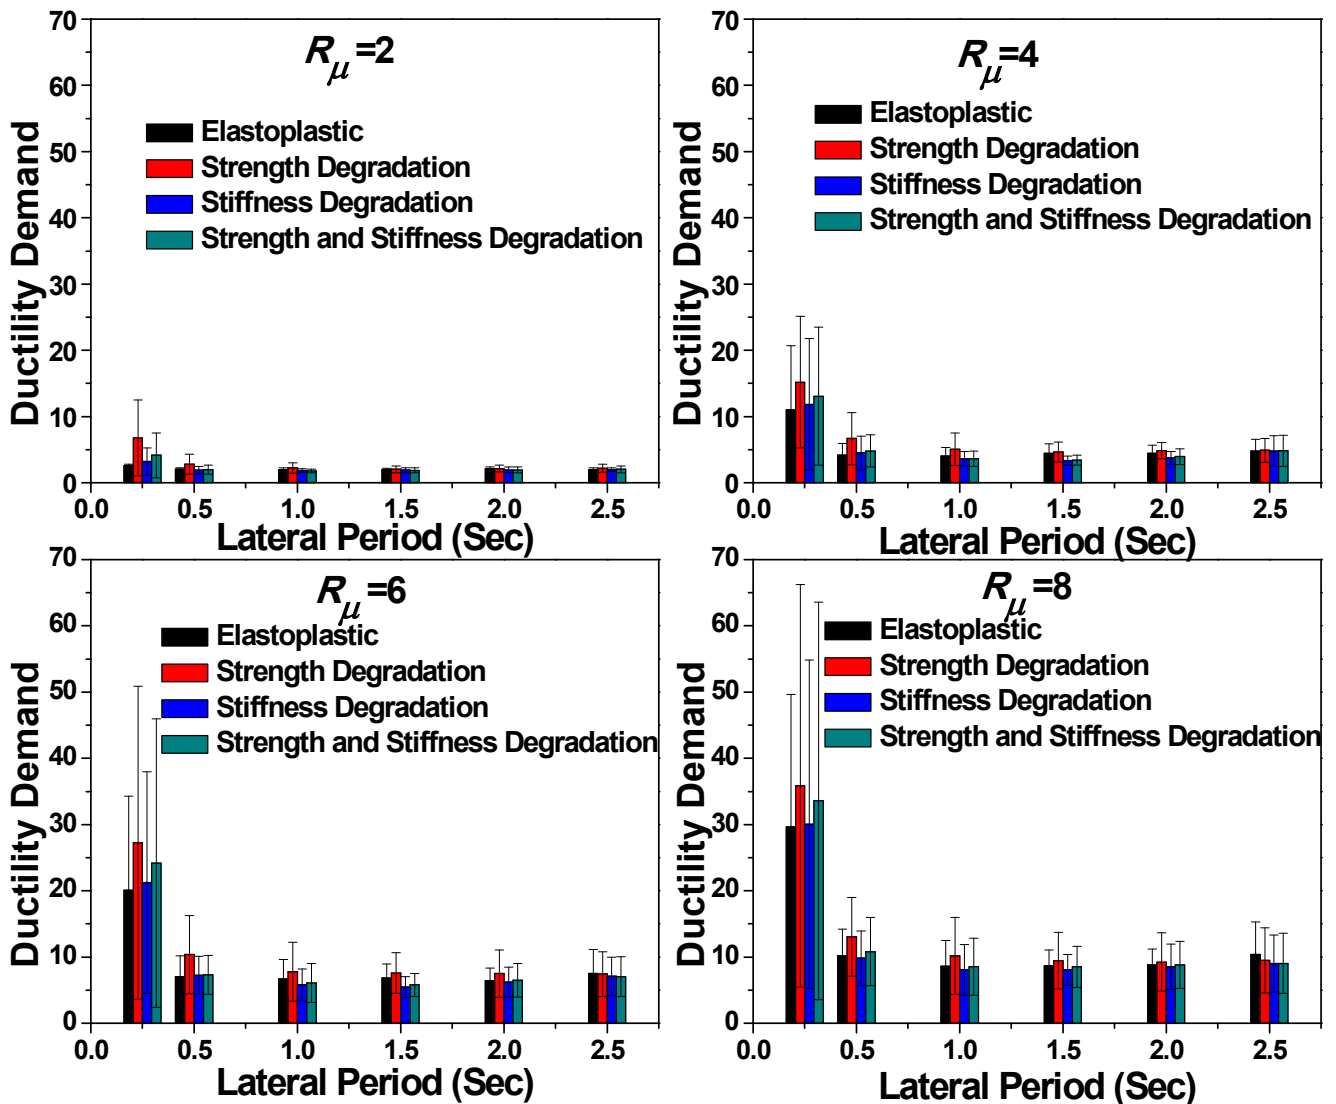 70
60
50
40
30
20
10
0
Ductility Demand
Rμ=2
Elastoplastic
Strength Degradation
Stiffness Degradation
Strength and Stiffness Degradation
0.0 0.5 1.0 1.5 2.0 2.5
Lateral Period (Sec)
70
60
50
40
30
20
10
0
Ductility Demand
Rμ=4
Elastoplastic
Strength Degradation
Stiffness Degradation
Strength and Stiffness Degradation
0.0 0.5 1.0 1.5 2.0 2.5
Lateral Period (Sec)
70
60
50
40
30
20
10
0
Ductility Demand
Rμ=6
Elastoplastic
Strength Degradation
Stiffness Degradation
Strength and Stiffness Degradation
0.0 0.5 1.0 1.5 2.0 2.5
Lateral Period (Sec)
70
60
50
40
30
20
10
0
Ductility Demand
Rμ=8
Elastoplastic
Strength Degradation
Stiffness Degradation
Strength and Stiffness Degradation
0.0 0.5 1.0 1.5 2.0 2.5
Lateral Period (Sec)